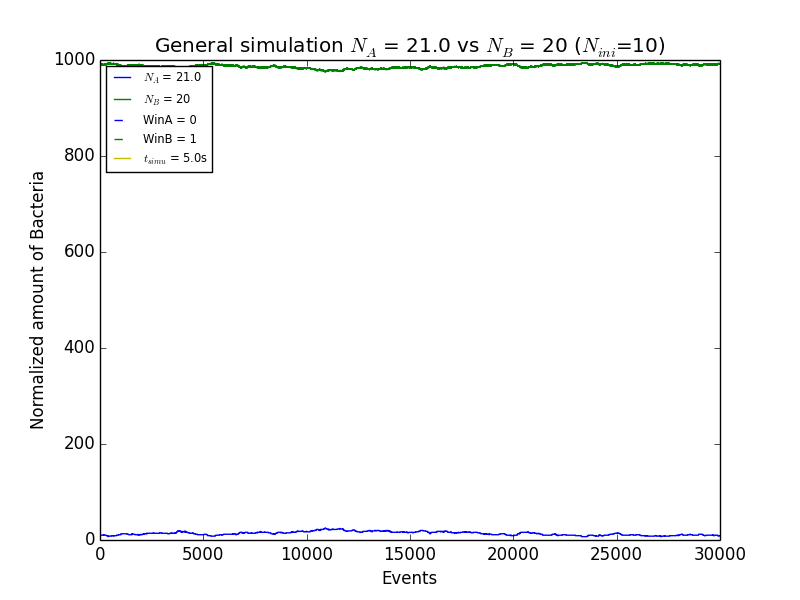 General simulation N_A = 21.0 vs N_B = 20 (N_ini=10)
1000
800
600
400
200
0
Normalized amount of Bacteria
N_A = 21.0
N_B = 20
WinA = 0
WinB = 1
t_simu = 5.0s
0 5000 10000 15000 20000 25000 30000
Events